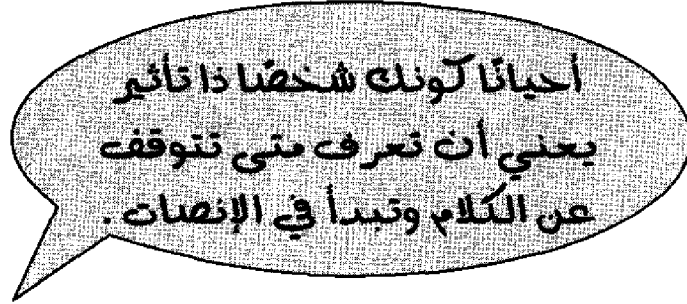 أحيانًا كونك شخصًا ذا تأثير
يعني أن تعرف متى تتوقف
عن الكلام وتبدأ في الإنصات .